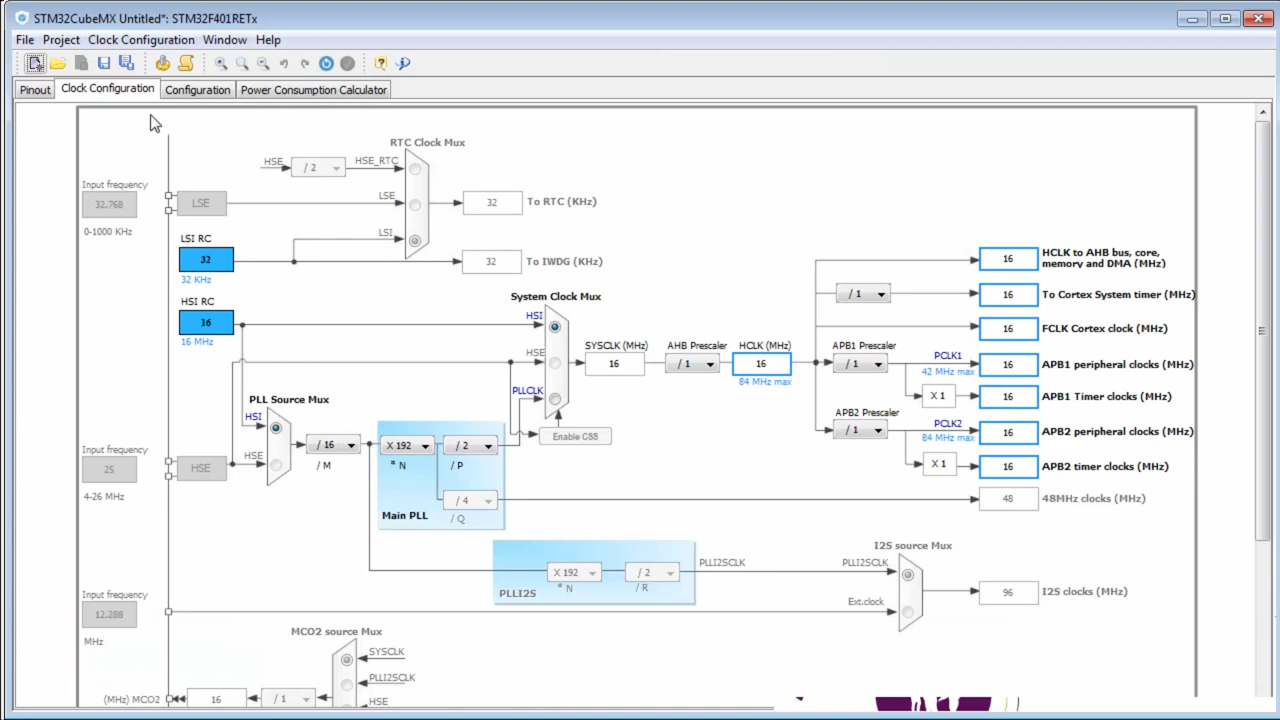 STM32CubeMX Untitled*: STM32F401RETx
File Project Clock Configuration Window Help
Pinout Clock Configuration Configuration Power Consumption Calculator
RTC Clock Mux
HSE / 2 HSE_RTC
Input frequency
32.768 LSE LSE 32 To RTC (KHz)
0-1000 KHz
LSI RC LSI
32 32 To IWDG (KHz)
32 KHz
HSI RC
16
16 MHz
System Clock Mux
HSI
HSE
PLLCLK
SYSCLK (MHz) AHB Prescaler HCLK (MHz) APB1 Prescaler
16 / 1 16 / 1
84 MHz max
16 HCLK to AHB bus, core,
memory and DMA (MHz)
/ 1 16 To Cortex System timer (MHz)
16 FCLK Cortex clock (MHz)
PCLK1 16 APB1 peripheral clocks (MHz)
42 MHz max
X 1 16 APB1 Timer clocks (MHz)
APB2 Prescaler
/ 1 PCLK2 16 APB2 peripheral clocks (MHz)
84 MHz max
X 1 16 APB2 timer clocks (MHz)
Enable CSS
PLL Source Mux
HSI
HSE
/ 16 X 192 / 2
/ M * N / P
Input frequency
25 HSE
4-26 MHz
/ 4 48 48MHz clocks (MHz)
Main PLL / Q
I2S source Mux
X 192 / 2 PLLI2SCLK PLLI2SCLK
PLLI2S * N / R
96 I2S clocks (MHz)
Input frequency
12.288 Ext.clock
MHz
MCO2 source Mux
SYSCLK
PLLI2SCLK
HSE
(MHz) MCO2 16 / 1